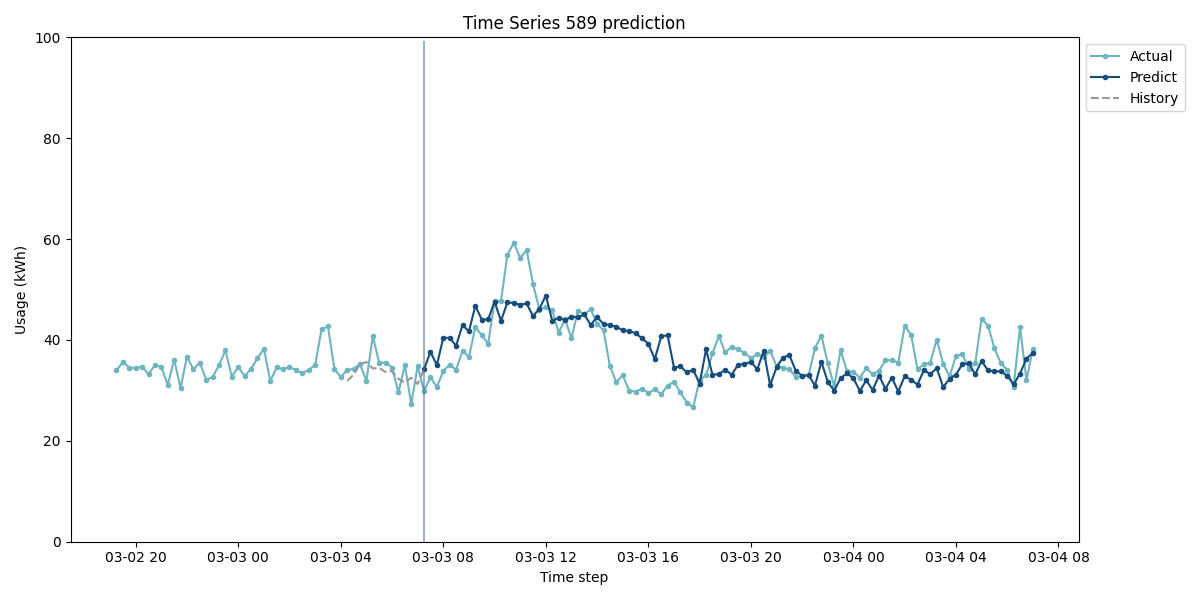 Time Series 589 prediction
100
80
60
40
20
0
Usage (kWh)
03-02 20
03-03 00
03-03 04
03-03 08
03-03 12
03-03 16
03-03 20
03-04 00
03-04 04
03-04 08
Time step
Actual
Predict
History